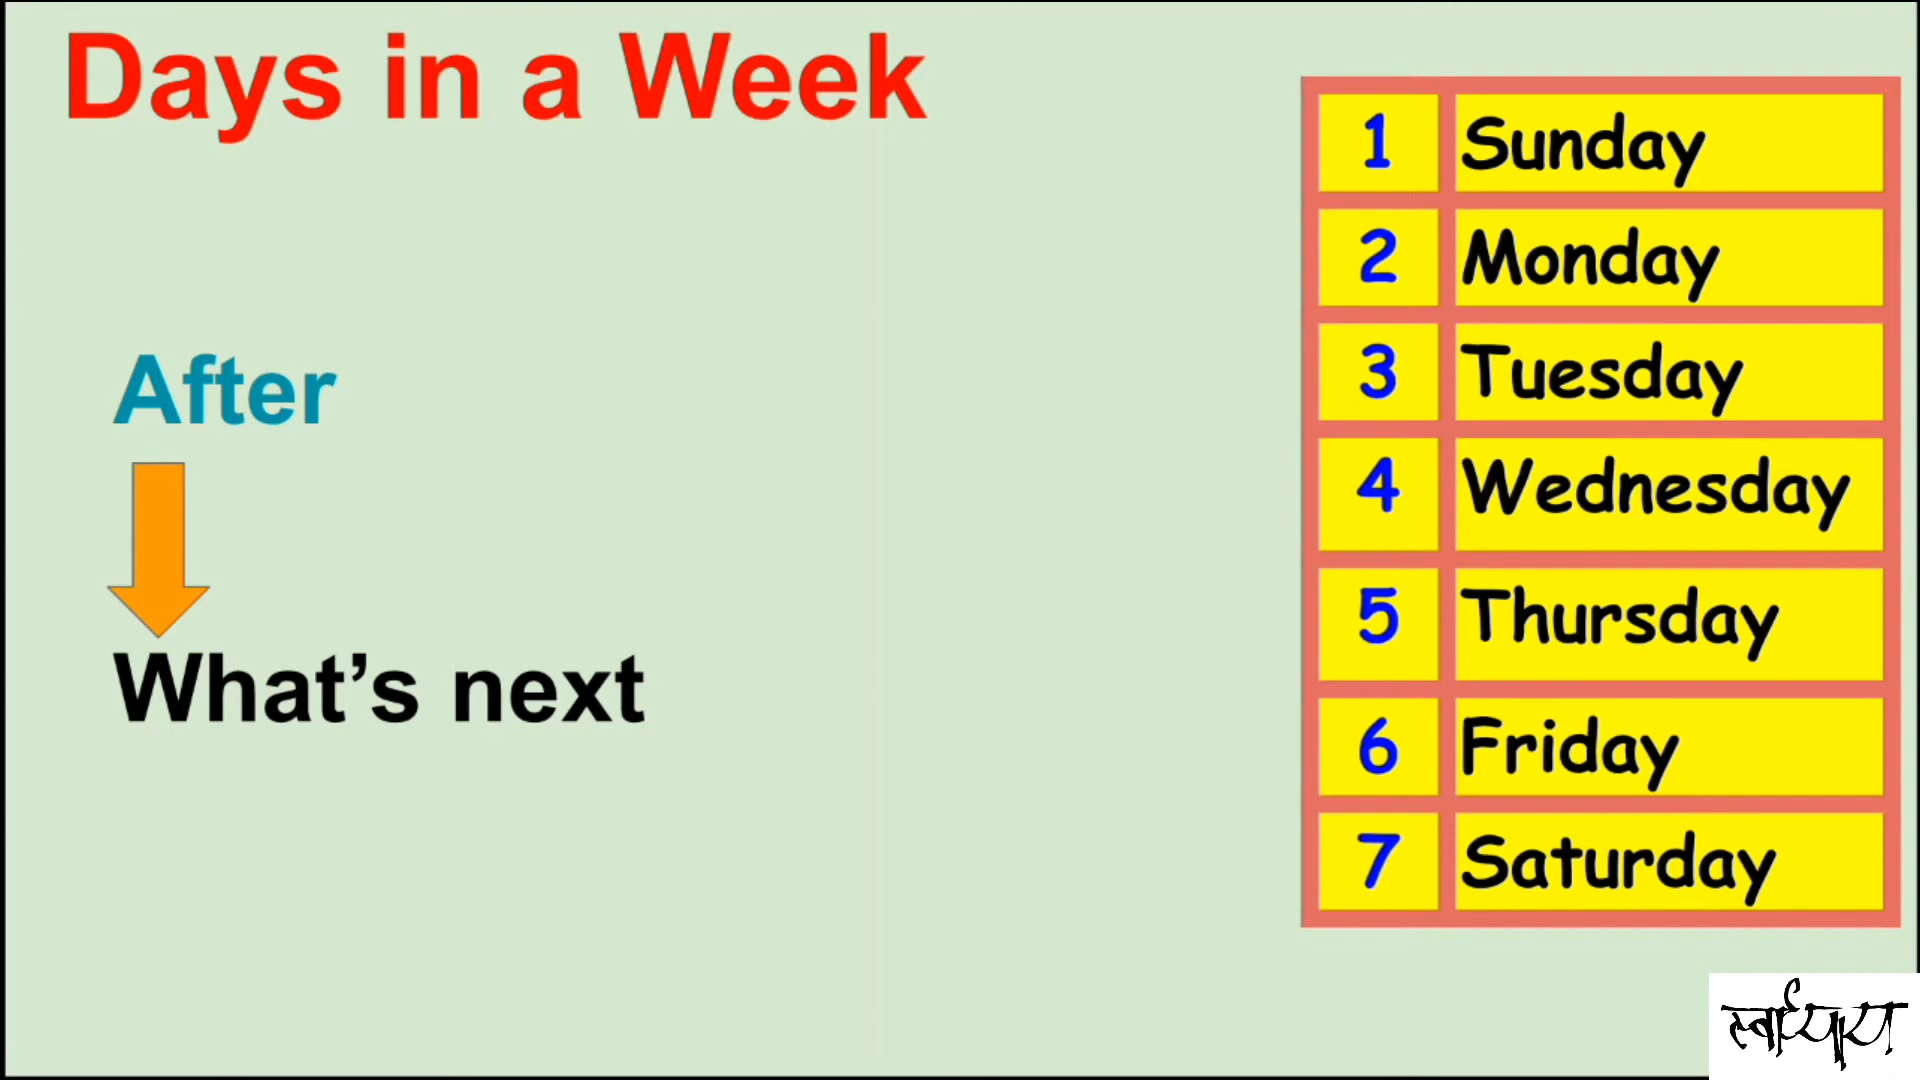 Days in a Week
After
What’s next
1 Sunday
2 Monday
3 Tuesday
4 Wednesday
5 Thursday
6 Friday
7 Saturday